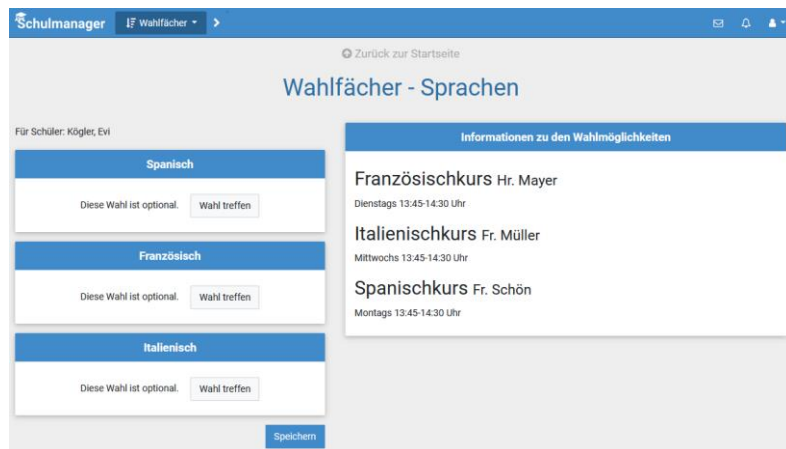 Schulmanager Wahlfächer
Zurück zur Startseite
Wahlfächer - Sprachen
Für Schüler: Kögler, Evi
Spanisch
Diese Wahl ist optional. Wahl treffen
Französisch
Diese Wahl ist optional. Wahl treffen
Italienisch
Diese Wahl ist optional. Wahl treffen
Speichern
Informationen zu den Wahlmöglichkeiten
Französischkurs Hr. Mayer
Dienstags 13:45-14:30 Uhr
Italienischkurs Fr. Müller
Mittwochs 13:45-14:30 Uhr
Spanischkurs Fr. Schön
Montags 13:45-14:30 Uhr